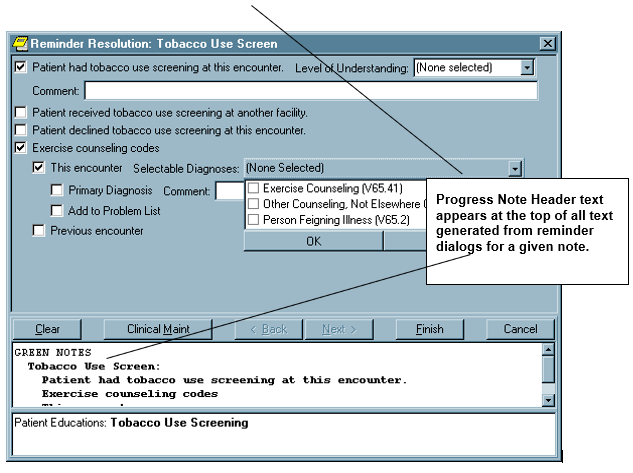 Reminder Resolution: Tobacco Use Screen
Patient had tobacco use screening at this encounter. Level of Understanding: (None selected)
Comment:
Patient received tobacco use screening at another facility.
Patient declined tobacco use screening at this encounter.
Exercise counseling codes
This encounter Selectable Diagnoses: (None Selected)
Primary Diagnosis Comment:
Exercise Counseling (V65.41)
Add to Problem List
Other Counseling, Not Elsewhere
Person Feigning Illness (V65.2)
Previous encounter
OK
Progress Note Header text
appears at the top of all text
generated from reminder
dialogs for a given note.
Clear Clinical Maint < Back Next > Finish Cancel
GREEN NOTES
Tobacco Use Screen:
Patient had tobacco use screening at this encounter.
Exercise counseling codes
Patient Educations: Tobacco Use Screening